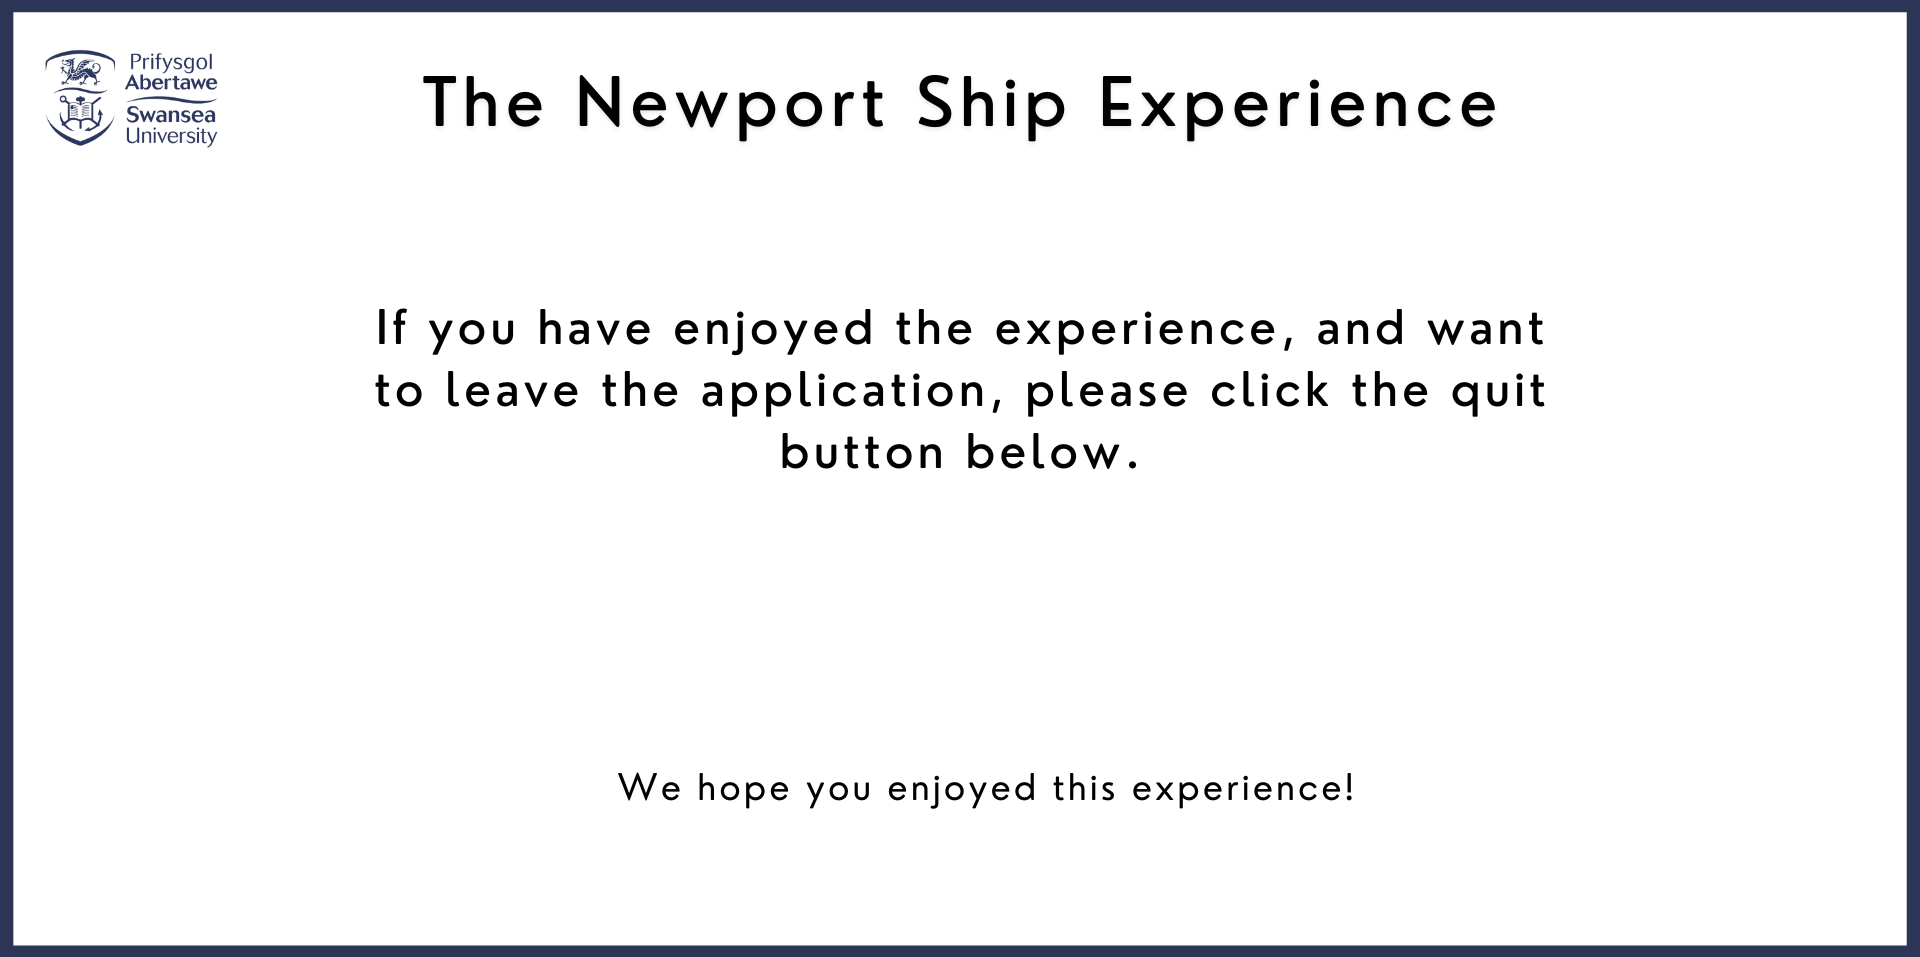 Prifysgol
Abertawe
Swansea
University
The Newport Ship Experience
If you have enjoyed the experience, and want
to leave the application, please click the quit
button below.
We hope you enjoyed this experience!